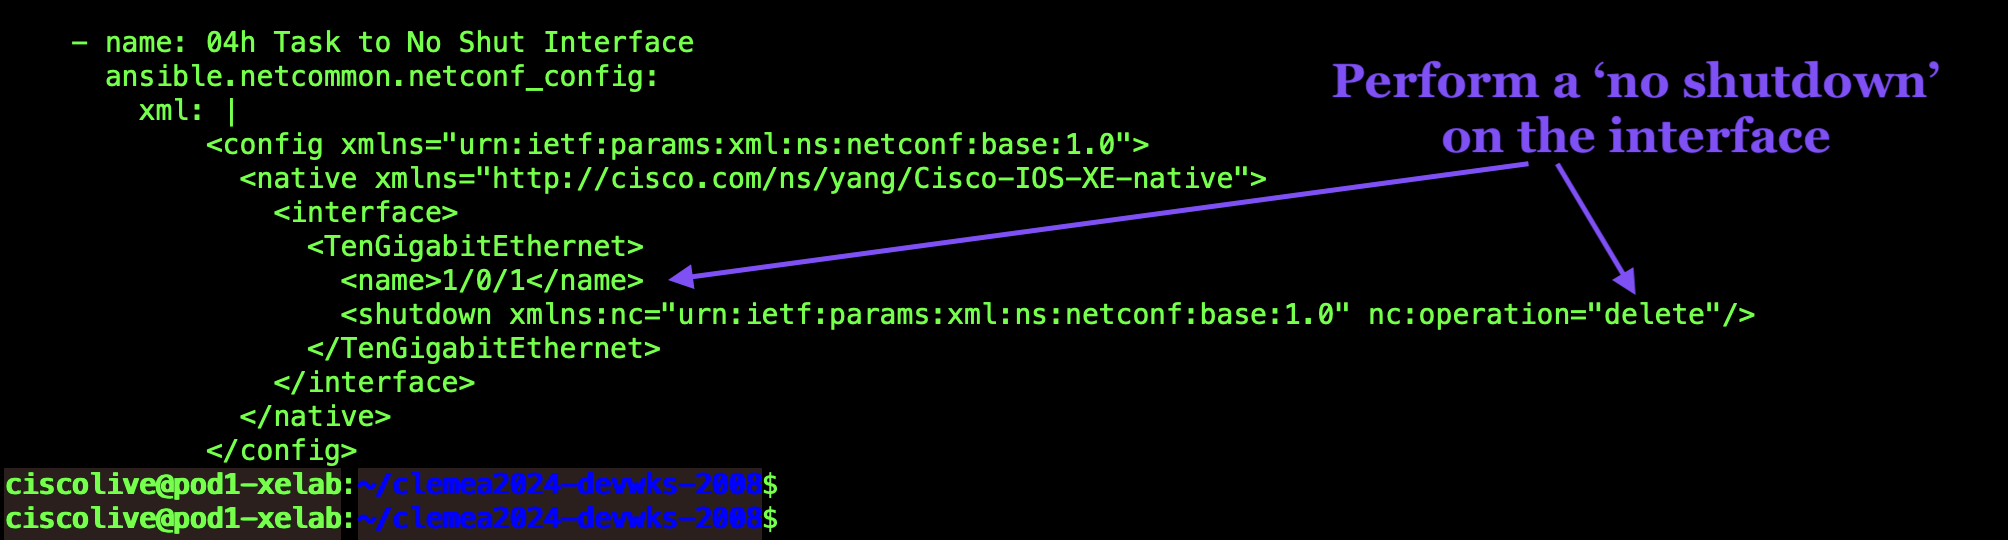 - name: 04h Task to No Shut Interface
ansible.netcommon.netconf_config:
xml: |
<config xmlns="urn:ietf:params:xml:ns:netconf:base:1.0">
<native xmlns="http://cisco.com/ns/yang/Cisco-IOS-XE-native">
<interface>
<TenGigabitEthernet>
<name>1/0/1</name>
<shutdown xmlns:nc="urn:ietf:params:xml:ns:netconf:base:1.0" nc:operation="delete"/>
</TenGigabitEthernet>
</interface>
</native>
</config>
ciscolive@pod1-xelab:~/clemea2024-devwks-2008$
ciscolive@pod1-xelab:~/clemea2024-devwks-2008$
Perform a ‘no shutdown’
on the interface